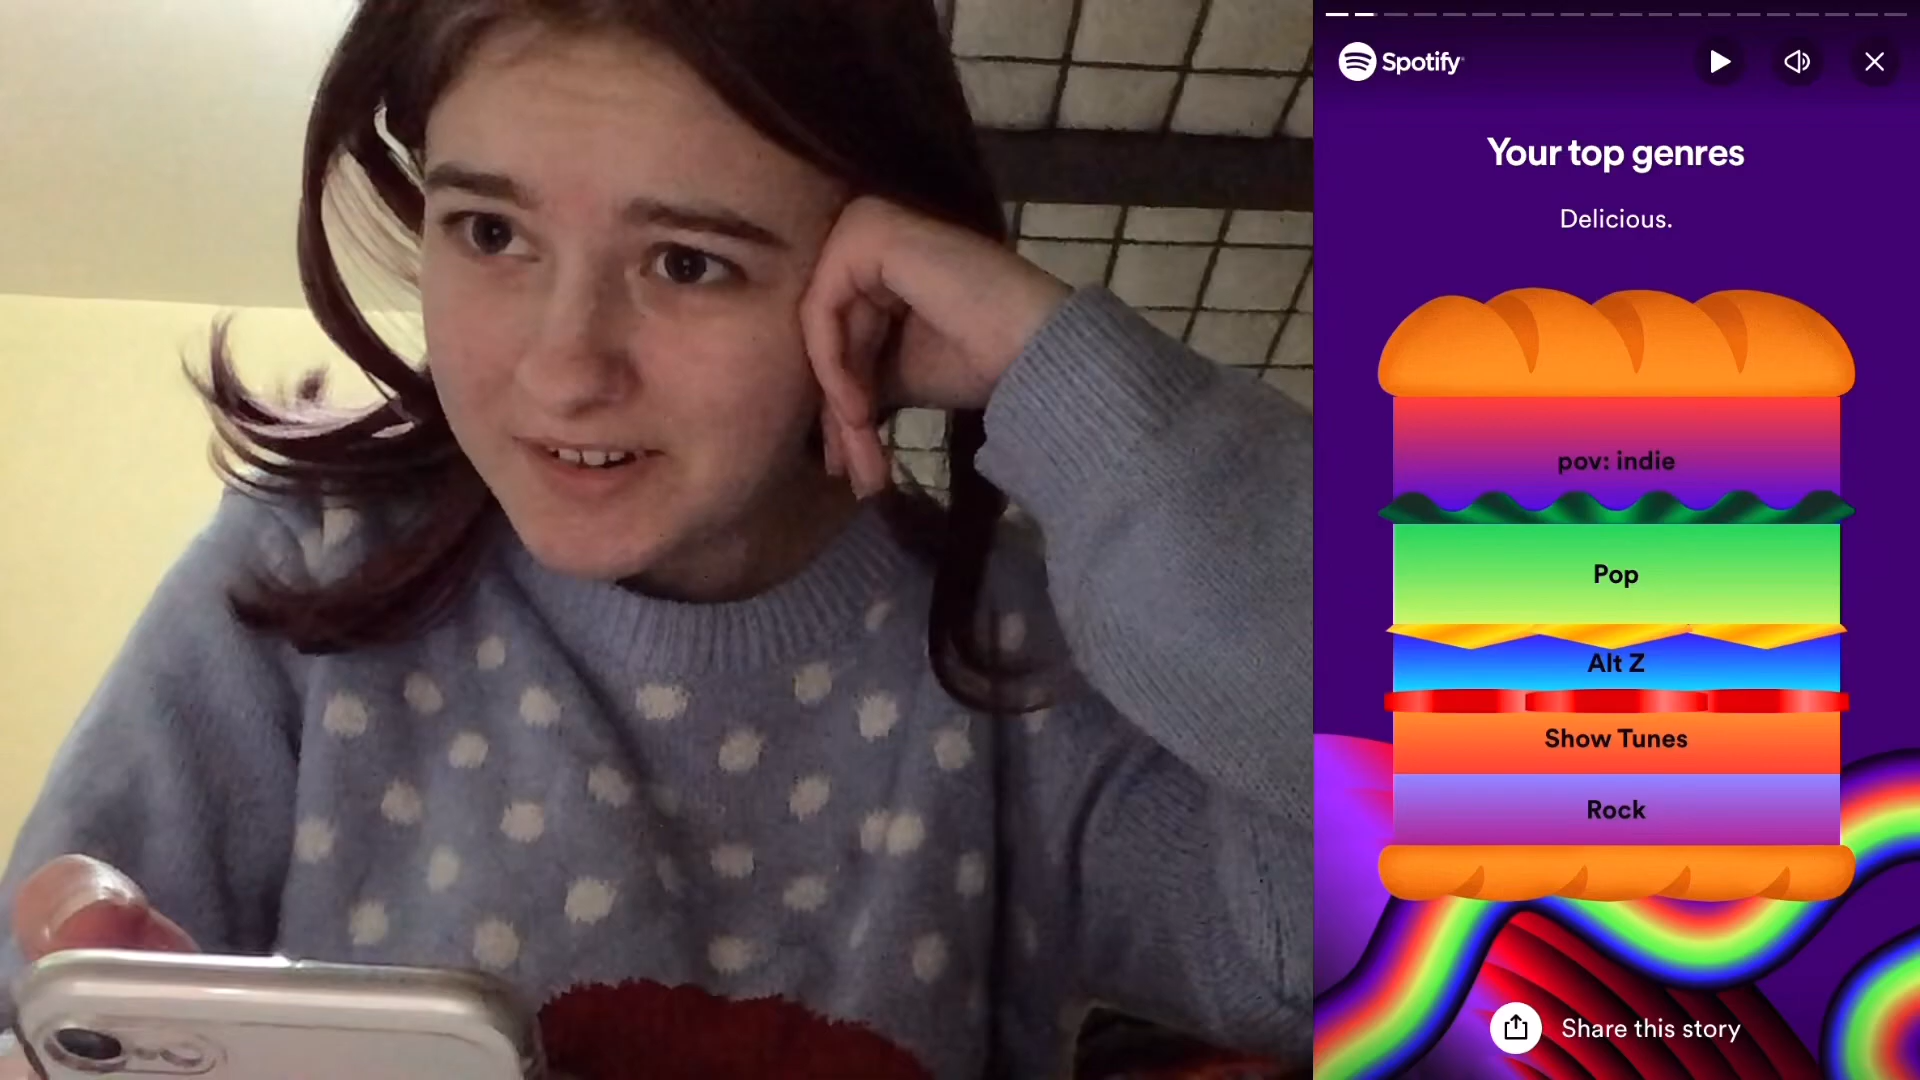 Spotify
Your top genres
Delicious.
pov: indie
Pop
Alt Z
Show Tunes
Rock
Share this story